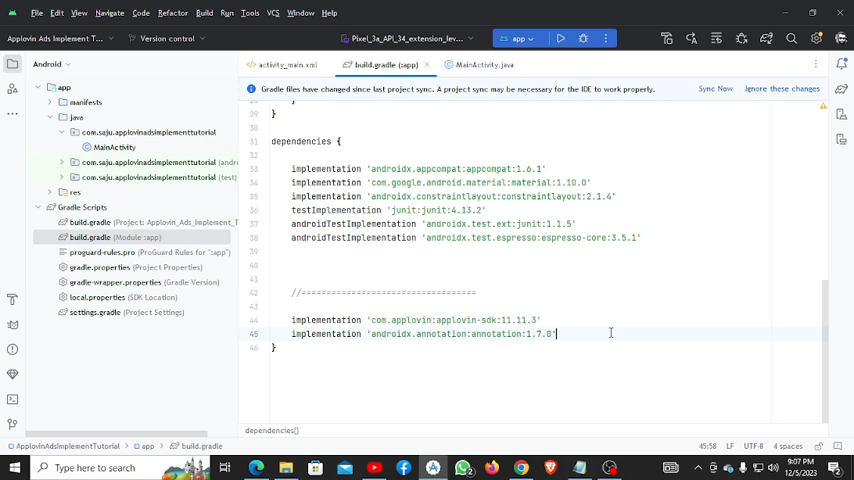 File Edit View Navigate Code Refactor Build Run Tools VCS Window Help
Applovin Ads Implement T... Version control Pixel_3a_API_34_extension_lev... app
Android
activity_main.xml build.gradle (:app) MainActivity.java
Gradle files have changed since last project sync. A project sync may be necessary for the IDE to work properly. Sync Now Ignore these changes
app
manifests
java
com.saju.applovinadsimplementtutorial
MainActivity
com.saju.applovinadsimplementtutorial (andro
com.saju.applovinadsimplementtutorial (test)
res
Gradle Scripts
build.gradle (Project: Applovin_Ads_Implement_T
build.gradle (Module :app)
proguard-rules.pro (ProGuard Rules for ":app")
gradle.properties (Project Properties)
gradle-wrapper.properties (Gradle Version)
local.properties (SDK Location)
settings.gradle (Project Settings)
28 }
29 }
30
31 dependencies {
32
33 implementation 'androidx.appcompat:appcompat:1.6.1'
34 implementation 'com.google.android.material:material:1.10.0'
35 implementation 'androidx.constraintlayout:constraintlayout:2.1.4'
36 testImplementation 'junit:junit:4.13.2'
37 androidTestImplementation 'androidx.test.ext:junit:1.1.5'
38 androidTestImplementation 'androidx.test.espresso:espresso-core:3.5.1'
39
40
41
42 //=================================
43
44 implementation 'com.applovin:applovin-sdk:11.11.3'
45 implementation 'androidx.annotation:annotation:1.7.0'
46 }
dependencies{}
ApplovinAdsImplementTutorial app build.gradle 45:58 LF UTF-8 4 spaces
Type here to search
9:07 PM
12/5/2023
2
2